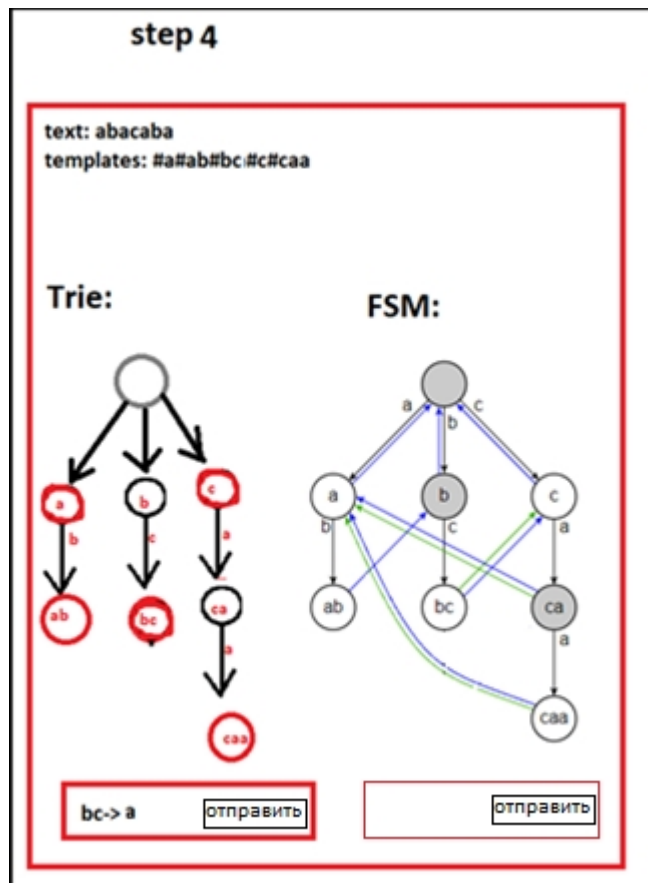 step 4
text: abacaba
templates: #a#ab#bc#c#caa
Trie:
FSM:
a
b
c
b
c
a
ab
bc
ca
a
caa
a
b
c
a
b
c
b
c
a
ab
bc
ca
a
caa
bc-> a
отправить
отправить